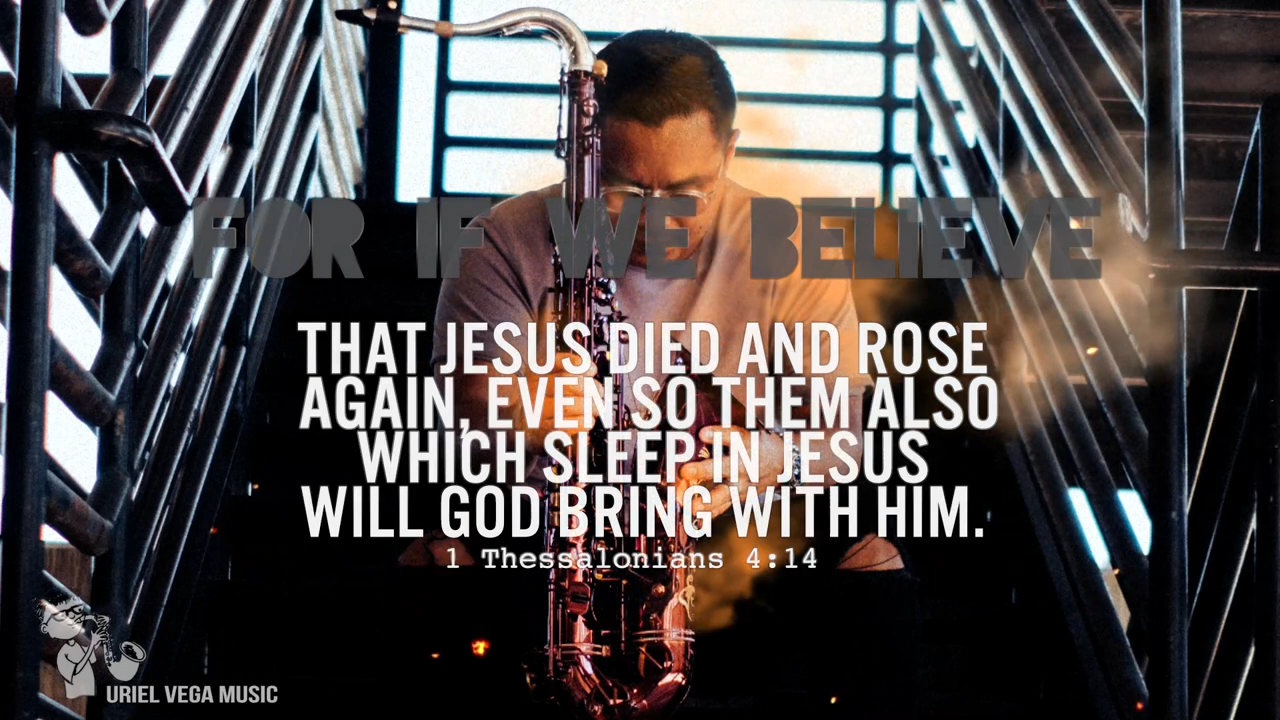 FOR IF WE BELIEVE
THAT JESUS DIED AND ROSE
AGAIN, EVEN SO THEM ALSO
WHICH SLEEP IN JESUS
WILL GOD BRING WITH HIM.
1 Thessalonians 4:14
URIEL VEGA MUSIC